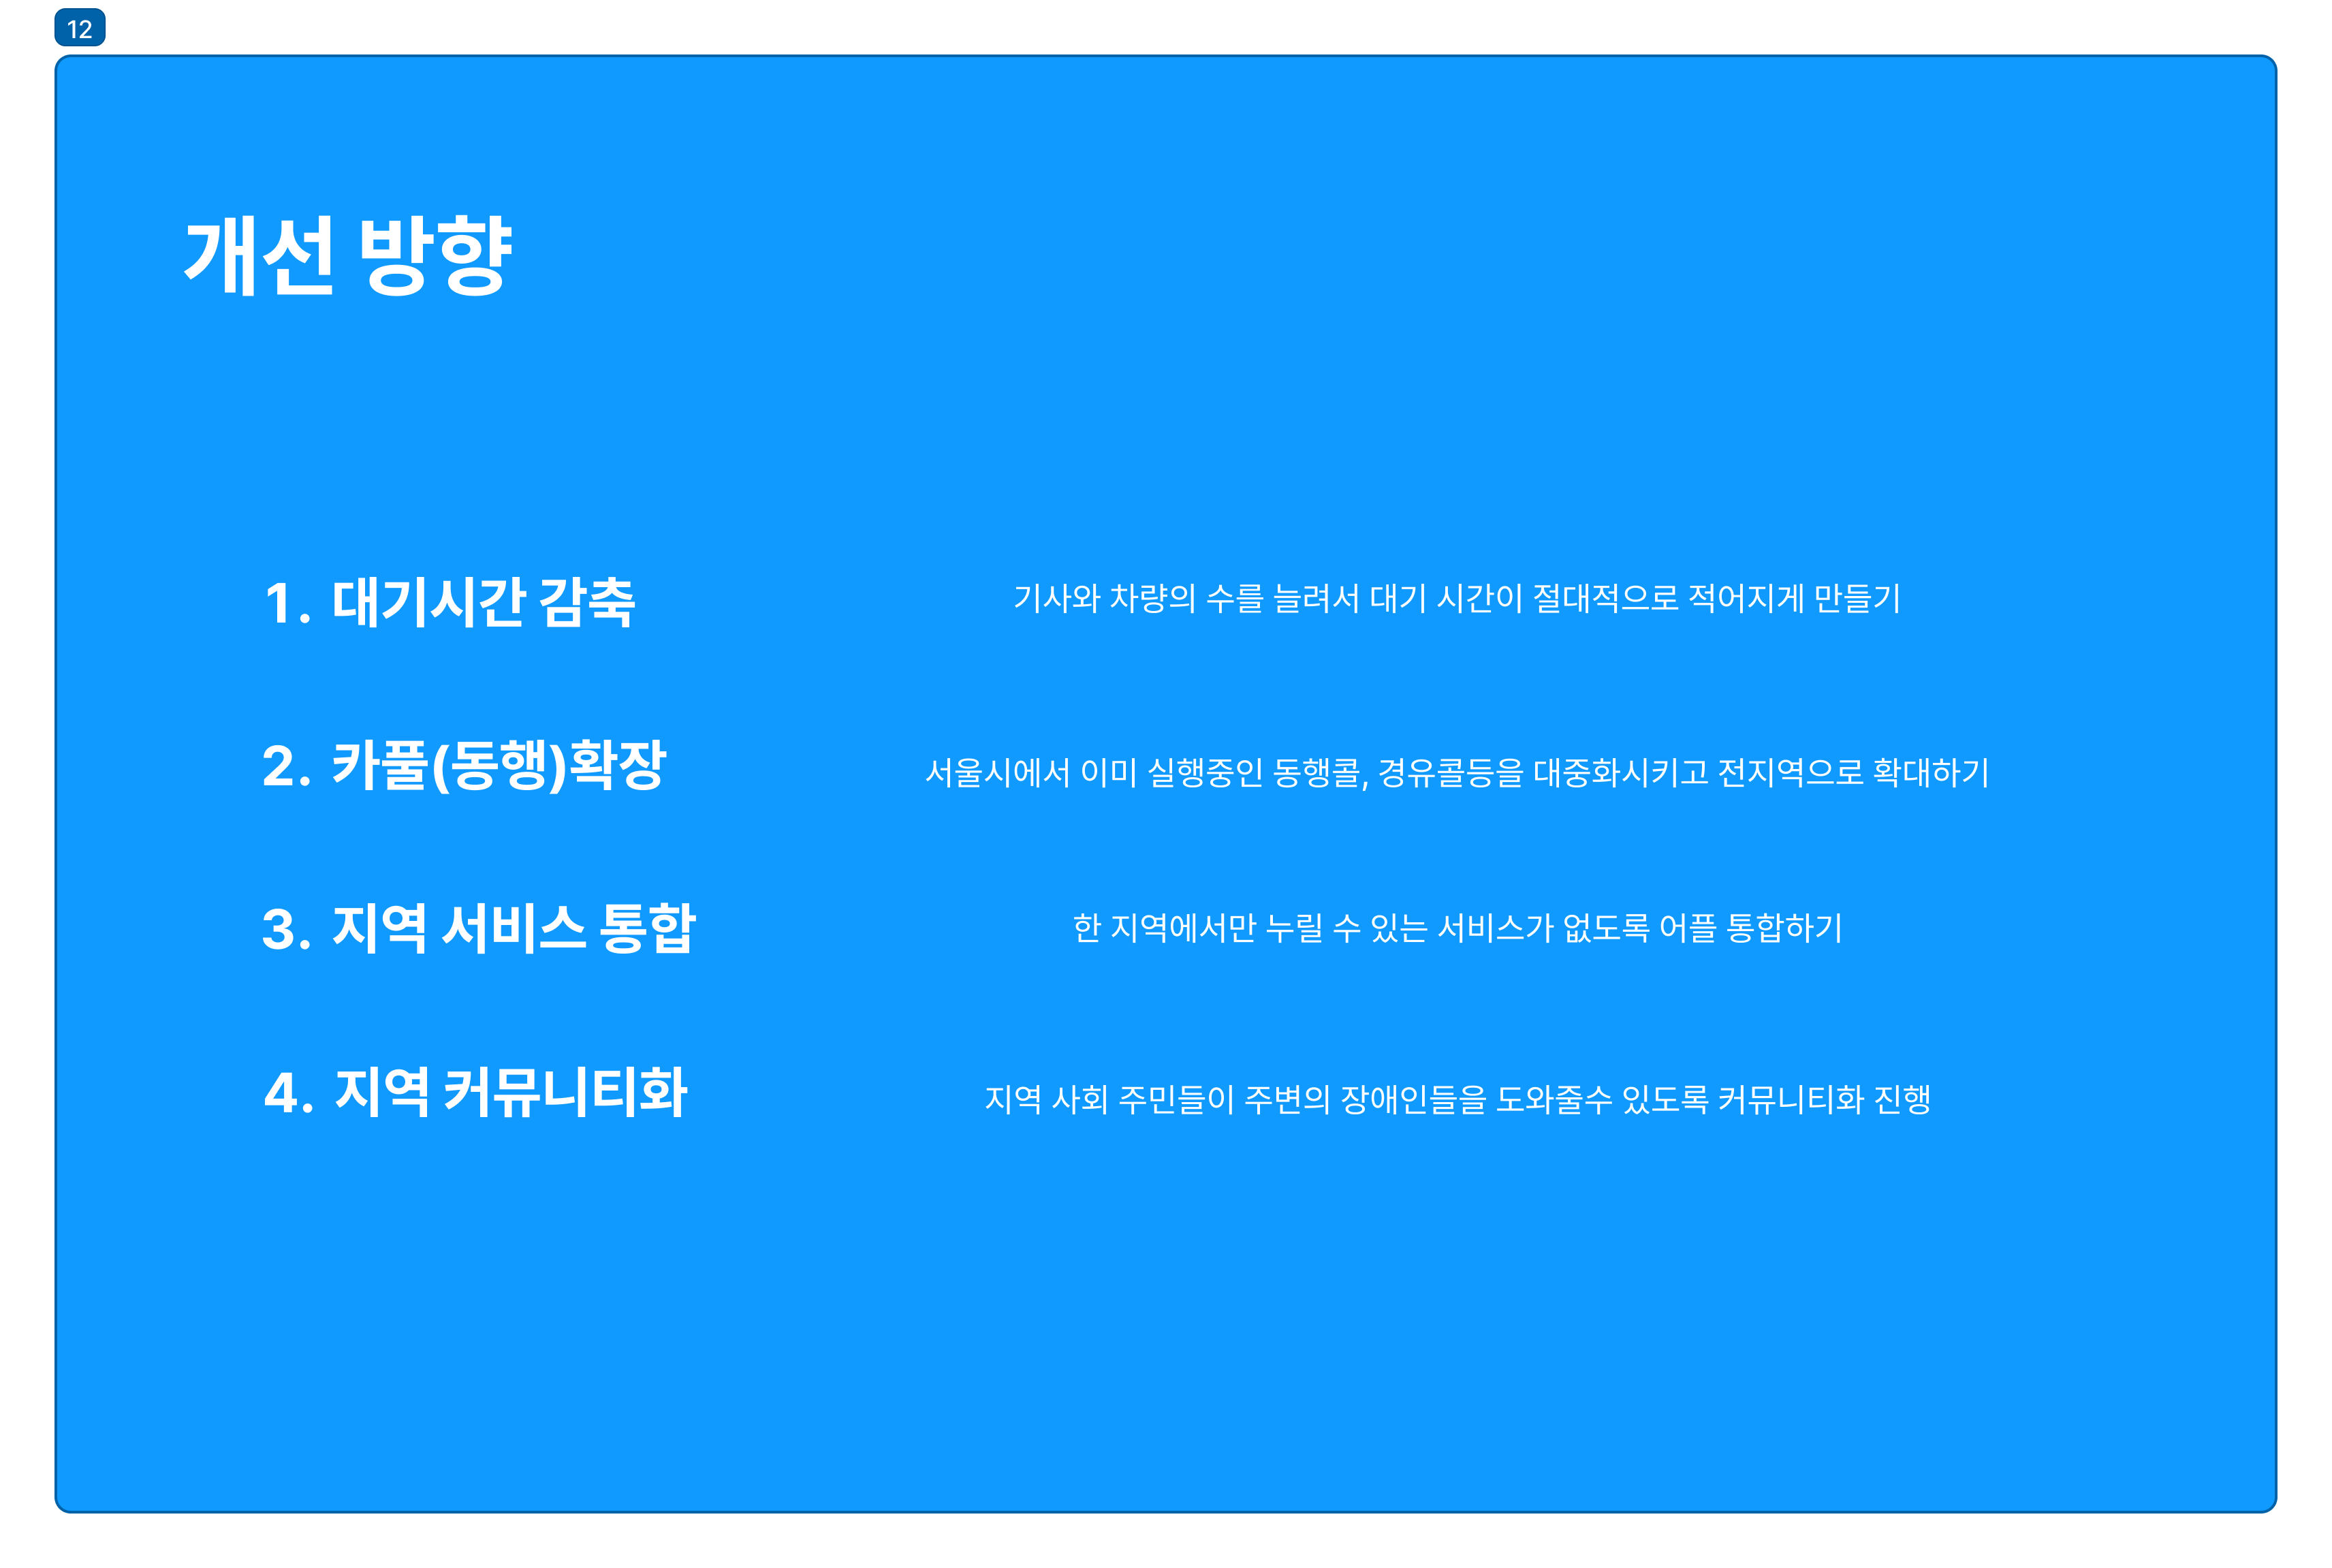 12
개선 방향
1. 대기시간 감축
기사와 차량의 수를 늘려서 대기 시간이 절대적으로 적어지게 만들기
2. 카풀(동행)확장
서울 시에서 이미 실행중인 동행콜, 경유콜등을 대중화시키고 전지역으로 확대하기
3. 지역 서비스 통합
한 지역에서만 누릴 수 있는 서비스가 없도록 어플 통합하기
4. 지역 커뮤니티화
지역 사회 주민들이 주변의 장애인들을 도와줄수 있도록 커뮤니티화 진행